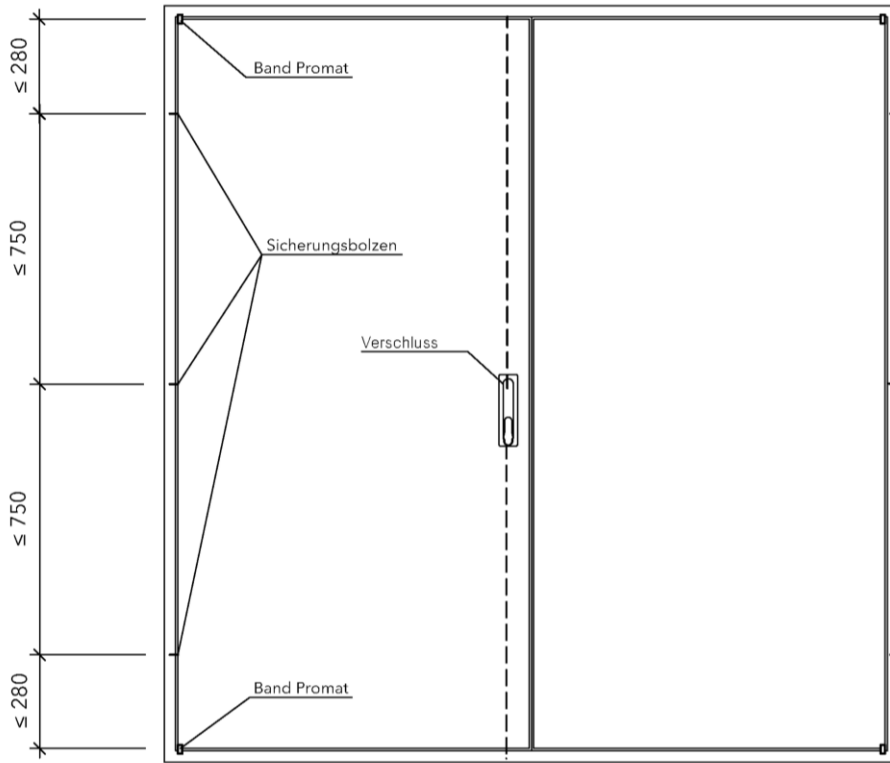 ≤ 280
Band Promat
≤ 750
Sicherungsbolzen
Verschluss
≤ 750
≤ 280
Band Promat